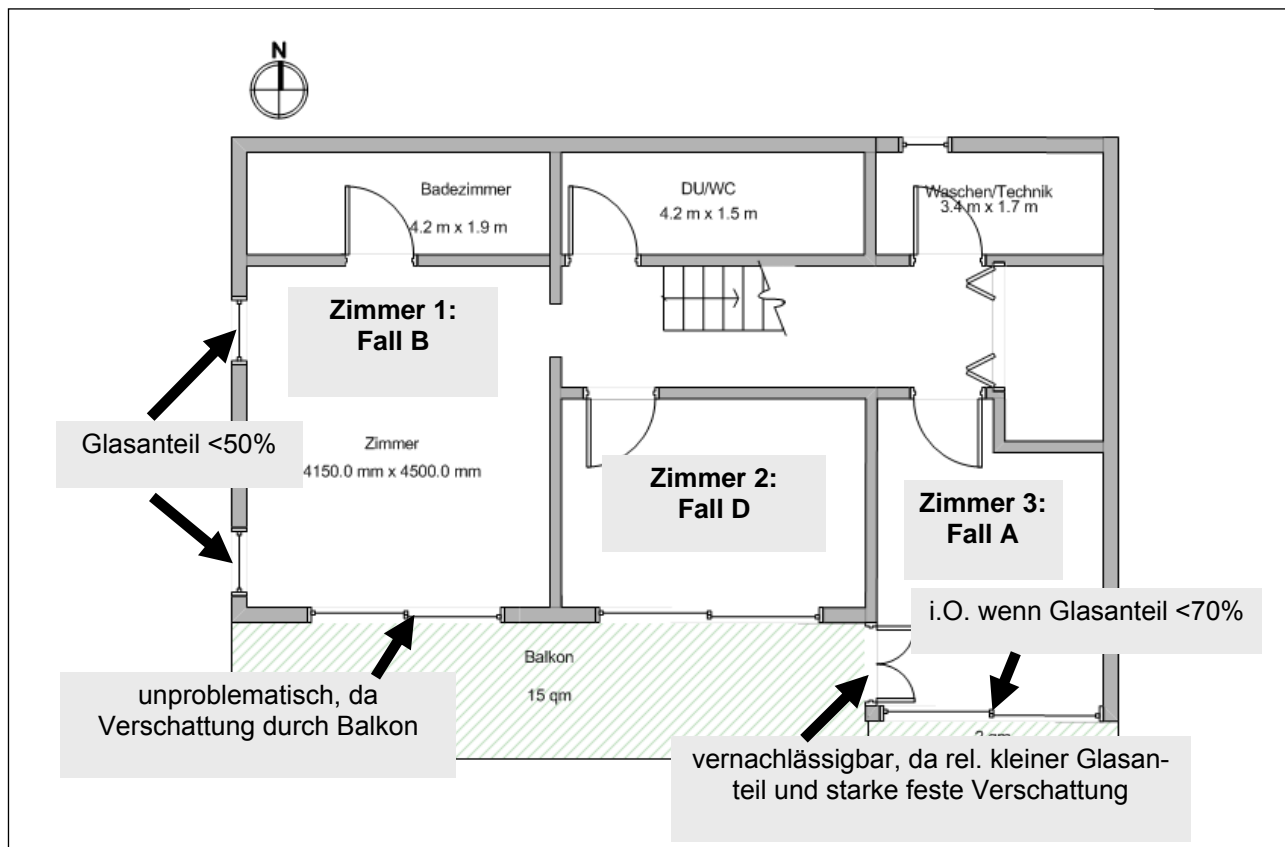 N
Badezimmer
4.2 m x 1.9 m
DU/WC
4.2 m x 1.5 m
Waschen/Technik
3.4 m x 1.7 m
Zimmer 1:
Fall B
Glasanteil <50%
Zimmer
4150.0 mm x 4500.0 mm
Zimmer 2:
Fall D
Zimmer 3:
Fall A
i.O. wenn Glasanteil <70%
Balkon
15 qm
unproblematisch, da
Verschattung durch Balkon
vernachlässigbar, da rel. kleiner Glasan-
teil und starke feste Verschattung